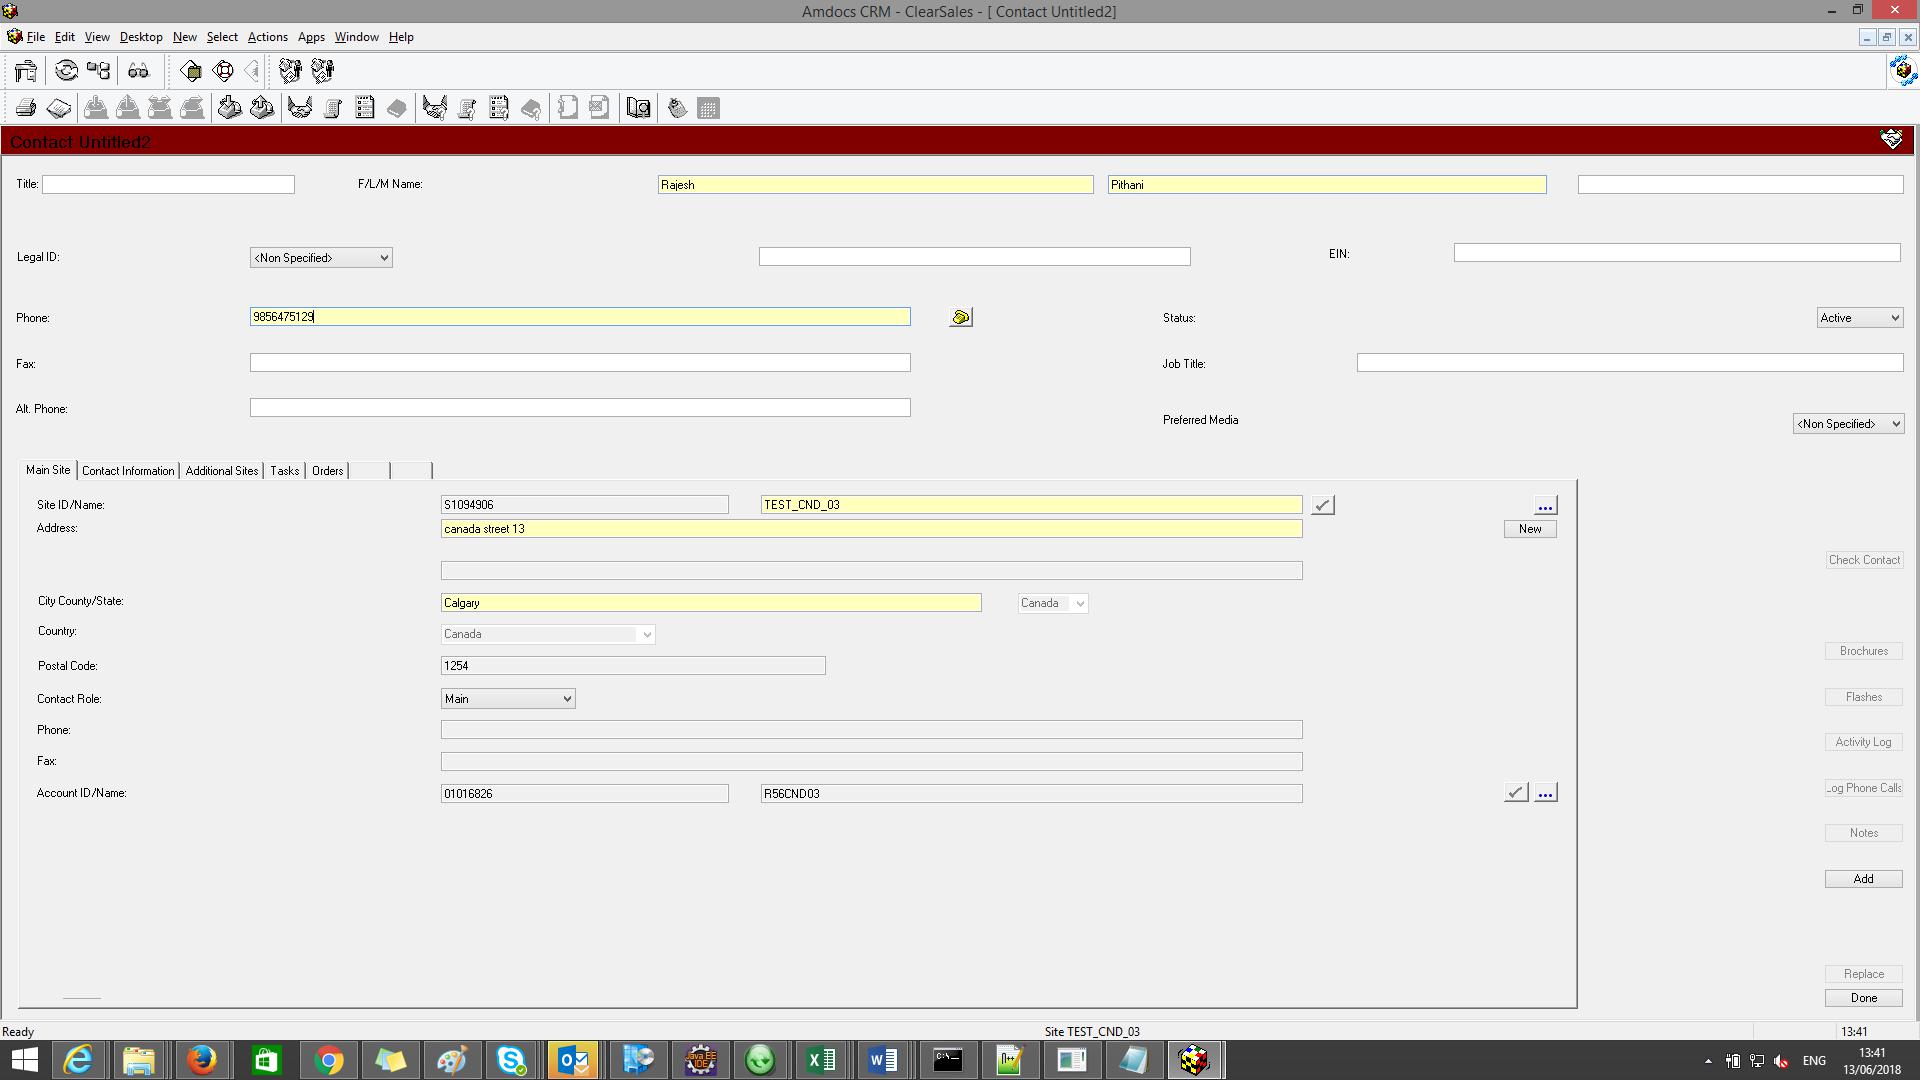 Amdocs CRM - ClearSales - [ Contact Untitled2]
File Edit View Desktop New Select Actions Apps Window Help
Contact Untitled2
Title: F/L/M Name: Rajesh Pithani
Legal ID: <Non Specified> EIN:
Phone: 9856475129 Status: Active
Fax: Job Title:
Alt. Phone: Preferred Media <Non Specified>
Main Site Contact Information Additional Sites Tasks Orders
Site ID/Name: S1094906 TEST_CND_03 ...
Address: canada street 13 New
Check Contact
City County/State: Calgary Canada
Country: Canada
Brochures
Postal Code: 1254
Contact Role: Main Flashes
Phone: Activity Log
Fax:
Account ID/Name: 01016826 R56CND03 ... Log Phone Calls
Notes
Add
Replace
Done
Ready Site TEST_CND_03 13:41
ENG 13:41
13/06/2018